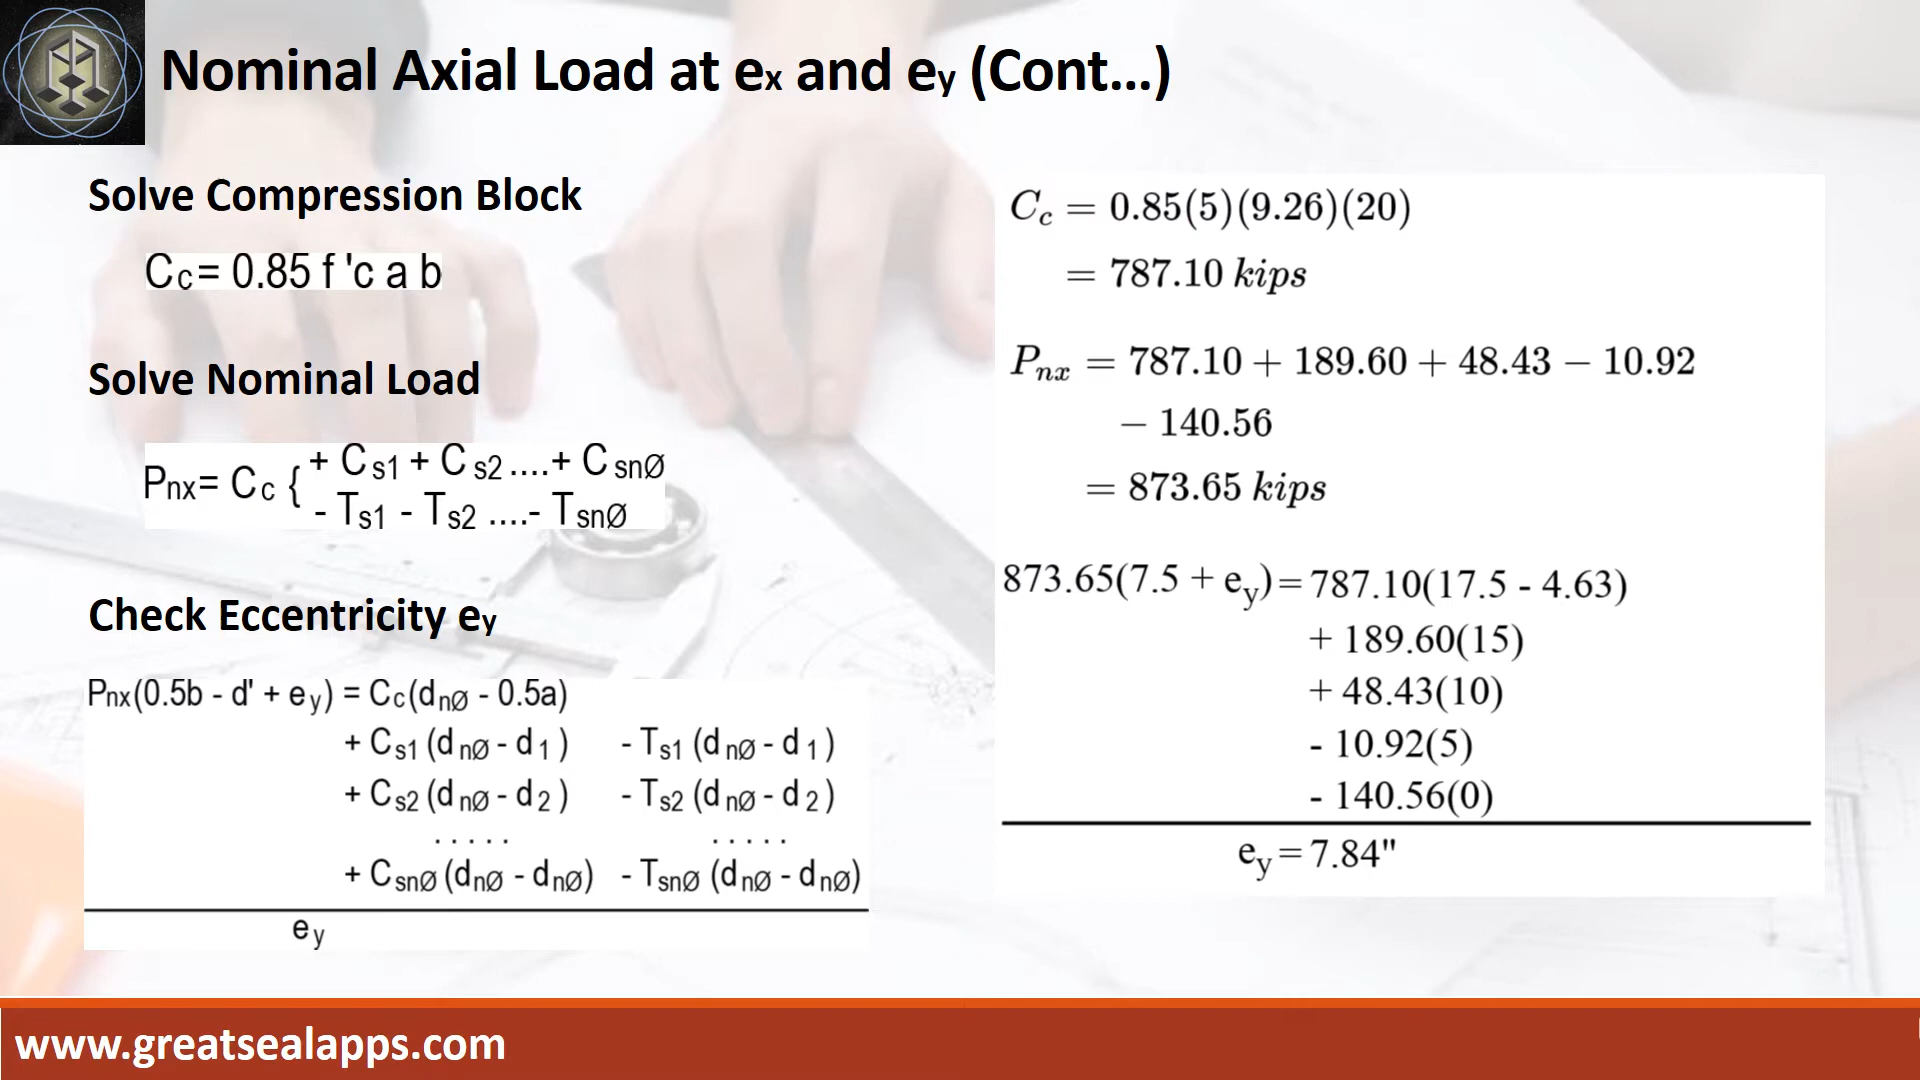 Nominal Axial Load at ex and ey (Cont...)
Solve Compression Block
Cc= 0.85 f 'c a b
Solve Nominal Load
Pnx= Cc { + Cs1 + Cs2 ....+ CsnØ
- Ts1 - Ts2 ....- TsnØ
Check Eccentricity ey
Pnx(0.5b - d' + ey) = Cc(dnØ - 0.5a)
+ Cs1 (dnØ - d1 ) - Ts1 (dnØ - d1 )
+ Cs2 (dnØ - d2 ) - Ts2 (dnØ - d2 )
..... .....
+ CsnØ (dnØ - dnØ) - TsnØ (dnØ - dnØ)
ey
Cc = 0.85(5)(9.26)(20)
= 787.10 kips
Pnx = 787.10 + 189.60 + 48.43 − 10.92
− 140.56
= 873.65 kips
873.65(7.5 + ey) = 787.10(17.5 - 4.63)
+ 189.60(15)
+ 48.43(10)
- 10.92(5)
- 140.56(0)
ey = 7.84"
www.greatsealapps.com